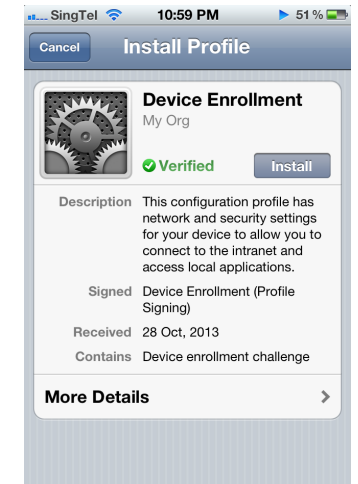 SingTel 10:59 PM 51%
Cancel Install Profile
Device Enrollment
My Org
Verified Install
Description This configuration profile has
network and security settings
for your device to allow you to
connect to the intranet and
access local applications.
Signed Device Enrollment (Profile
Signing)
Received 28 Oct, 2013
Contains Device enrollment challenge
More Details